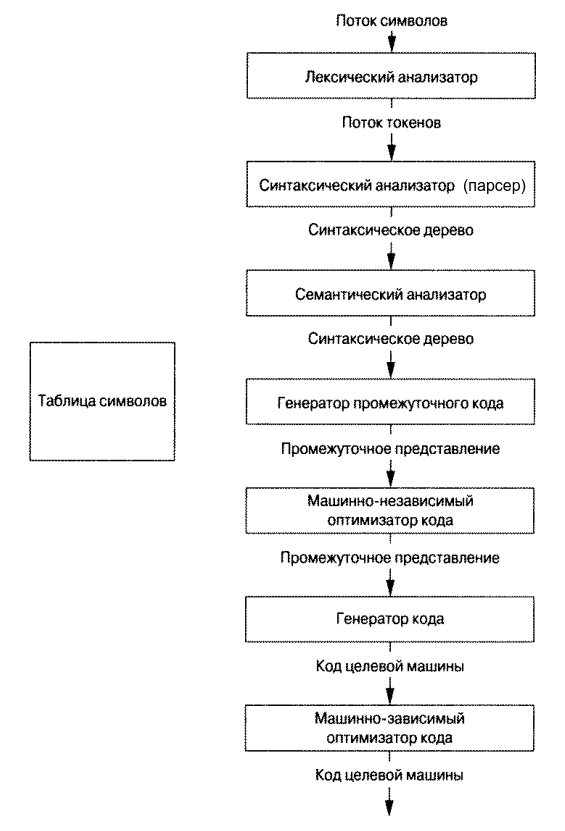 Поток символов
Лексический анализатор
Поток токенов
Синтаксический анализатор (парсер)
Синтаксическое дерево
Семантический анализатор
Синтаксическое дерево
Таблица символов
Генератор промежуточного кода
Промежуточное представление
Машинно-независимый
оптимизатор кода
Промежуточное представление
Генератор кода
Код целевой машины
Машинно-зависимый
оптимизатор кода
Код целевой машины